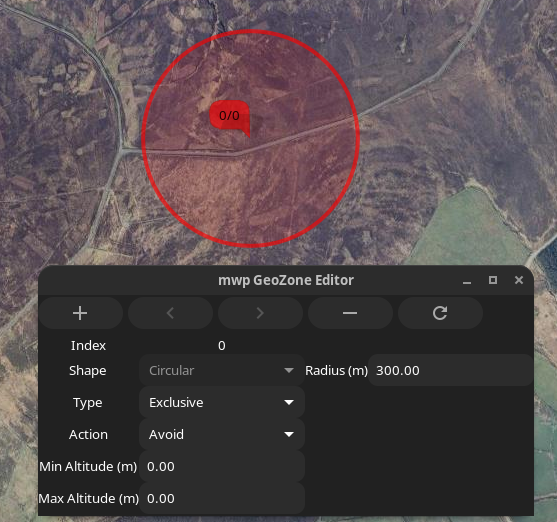 0/0
mwp GeoZone Editor
Index 0
Shape Circular Radius (m) 300.00
Type Exclusive
Action Avoid
Min Altitude (m) 0.00
Max Altitude (m) 0.00